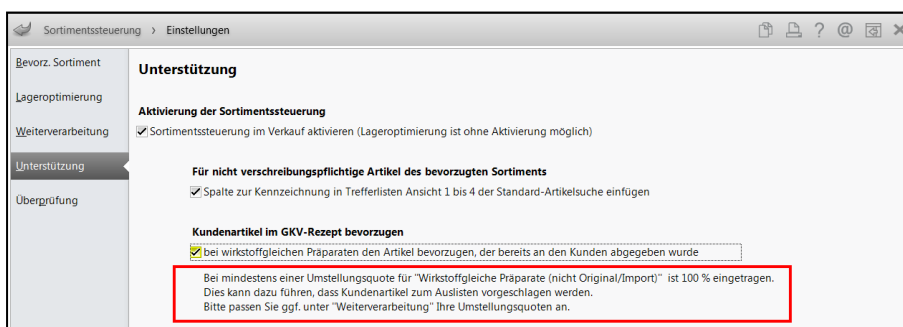 Sortimentssteuerung › Einstellungen
Bevorz. Sortiment
Lageroptimierung
Weiterverarbeitung
Unterstützung
Überprüfung
Unterstützung
Aktivierung der Sortimentssteuerung
Sortimentssteuerung im Verkauf aktivieren (Lageroptimierung ist ohne Aktivierung möglich)
Für nicht verschreibungspflichtige Artikel des bevorzugten Sortiments
Spalte zur Kennzeichnung in Trefferlisten Ansicht 1 bis 4 der Standard-Artikelsuche einfügen
Kundenartikel im GKV-Rezept bevorzugen
bei wirkstoffgleichen Präparaten den Artikel bevorzugen, der bereits an den Kunden abgegeben wurde
Bei mindestens einer Umstellungsquote für "Wirkstoffgleiche Präparate (nicht Original/Import)" ist 100 % eingetragen.
Dies kann dazu führen, dass Kundenartikel zum Auslisten vorgeschlagen werden.
Bitte passen Sie ggf. unter "Weiterverarbeitung" Ihre Umstellungsquoten an.